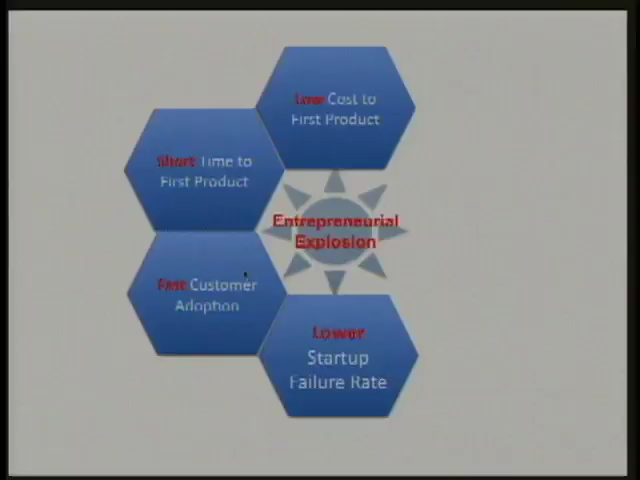 Low Cost to
First Product
Short Time to
First Product
Entrepreneurial
Explosion
Fast Customer
Adoption
Lower
Startup
Failure Rate